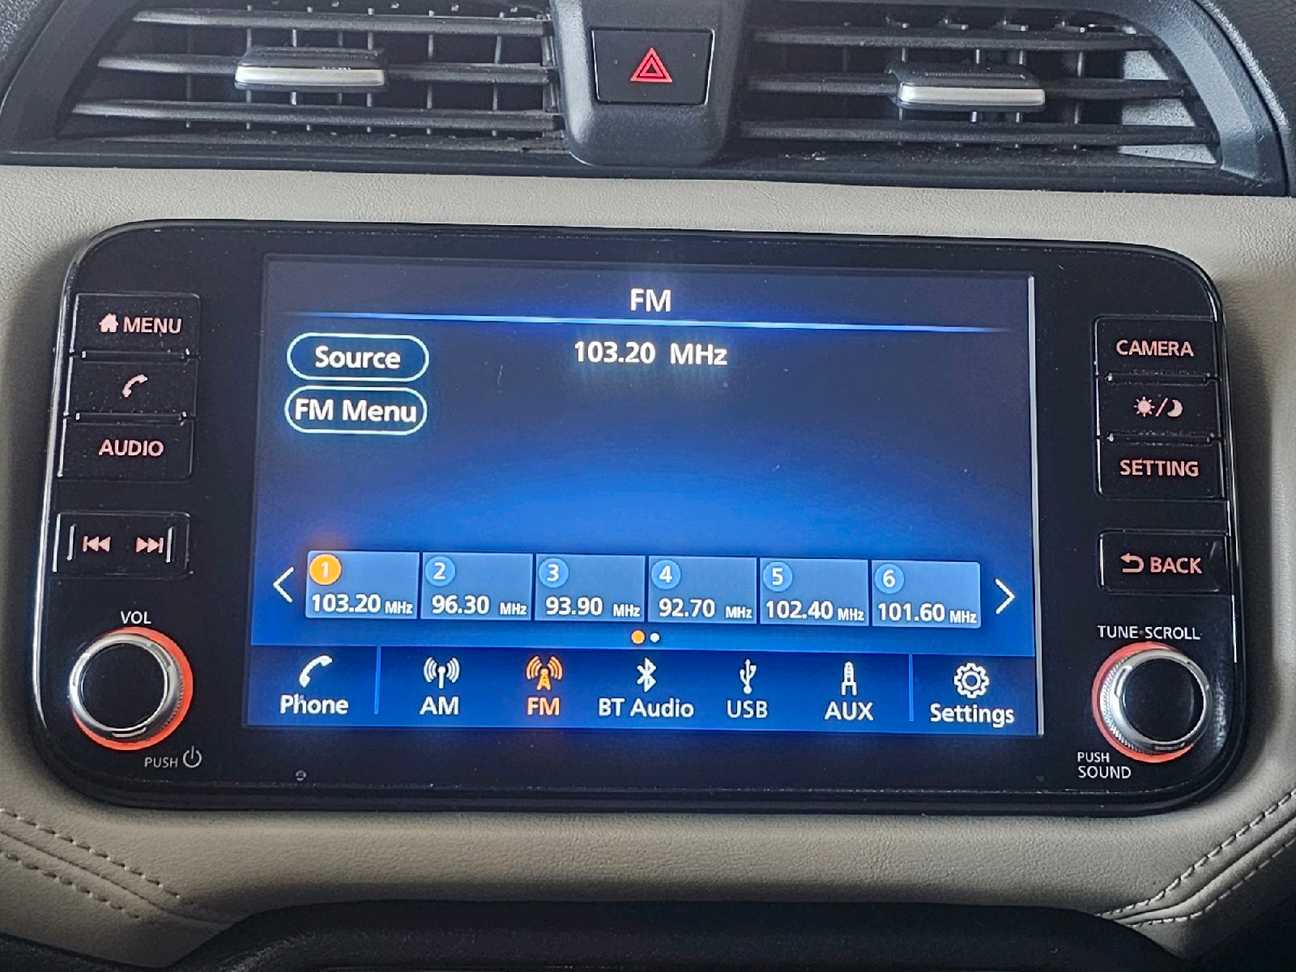 FM
103.20 MHz
Source
FM Menu
MENU
AUDIO
VOL
PUSH
CAMERA
SETTING
BACK
TUNE·SCROLL
PUSH
SOUND
1
103.20 MHz
2
96.30 MHz
3
93.90 MHz
4
92.70 MHz
5
102.40 MHz
6
101.60 MHz
Phone
AM
FM
BT Audio
USB
AUX
Settings